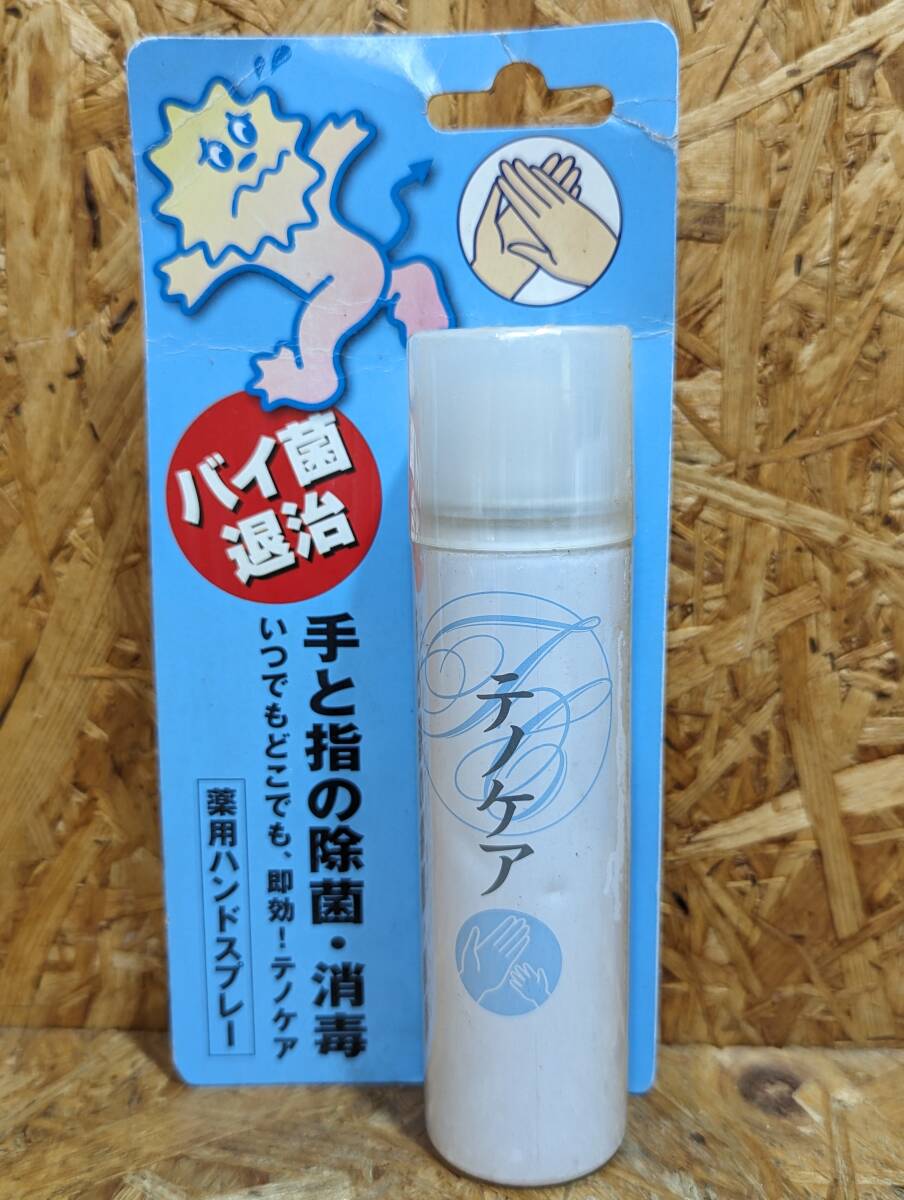 バイ菌
退治
手と指の除菌・消毒
いつでもどこでも、即効!テノケア
薬用ハンドスプレー
TC
テノケア